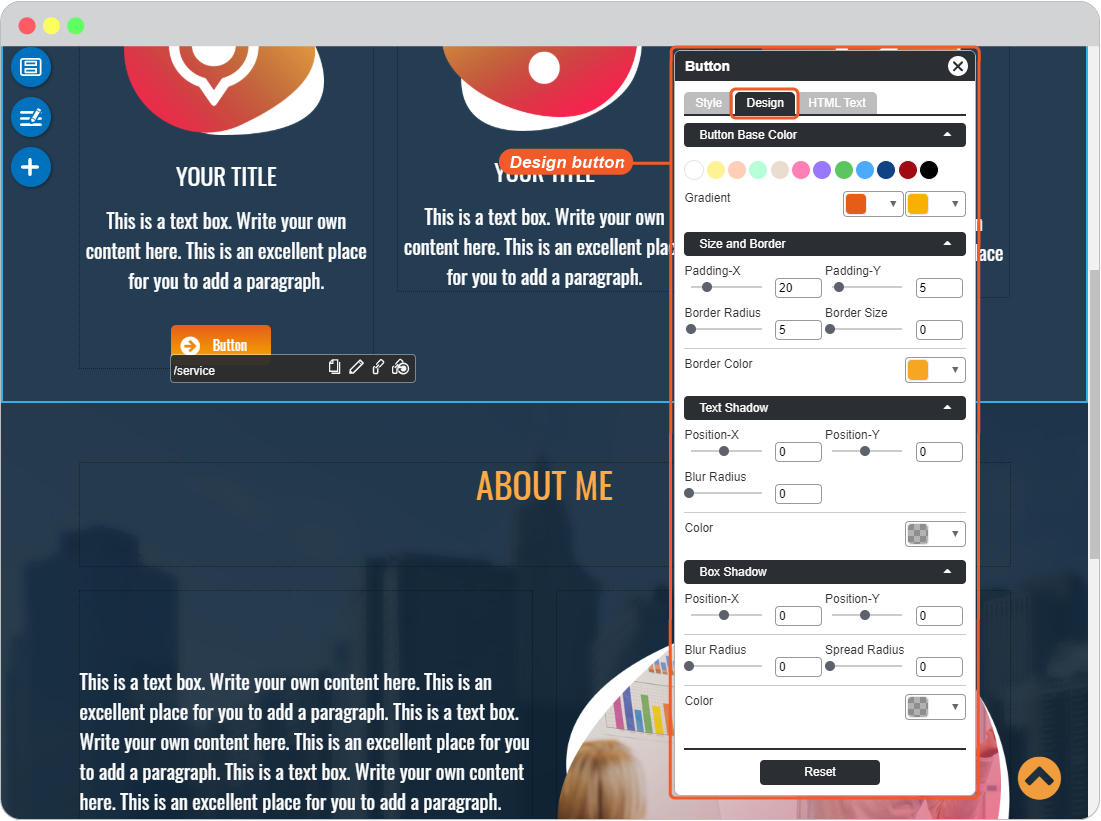 YOUR TITLE
This is a text box. Write your own
content here. This is an excellent place
for you to add a paragraph.
Button
/service
Design button
This is a text box. Write your own
content here. This is an excellent
for you to add a paragraph.
ABOUT ME
This is a text box. Write your own content here. This is an
excellent place for you to add a paragraph. This is a text box.
Write your own content here. This is an excellent place for you
to add a paragraph. This is a text box. Write your own content
here. This is an excellent place for you to add a paragraph.
Button
Style
Design
HTML Text
Button Base Color
Gradient
Size and Border
Padding-X
20
Padding-Y
5
Border Radius
5
Border Size
0
Border Color
Text Shadow
Position-X
0
Position-Y
0
Blur Radius
0
Color
Box Shadow
Position-X
0
Position-Y
0
Blur Radius
0
Spread Radius
0
Color
Reset